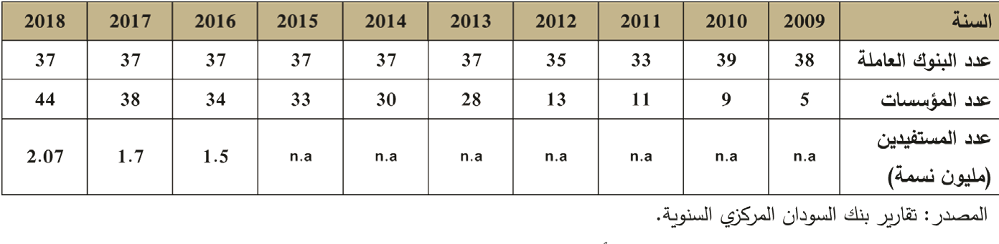 السنة 2009 2010 2011 2012 2013 2014 2015 2016 2017 2018
عدد البنوك العاملة 38 39 33 35 37 37 37 37 37 37
عدد المؤسسات 5 9 11 13 28 30 33 34 38 44
عدد المستفيدين
(مليون نسمة) n.a n.a n.a n.a n.a n.a n.a 1.5 1.7 2.07
المصدر: تقارير بنك السودان المركزي السنوية.